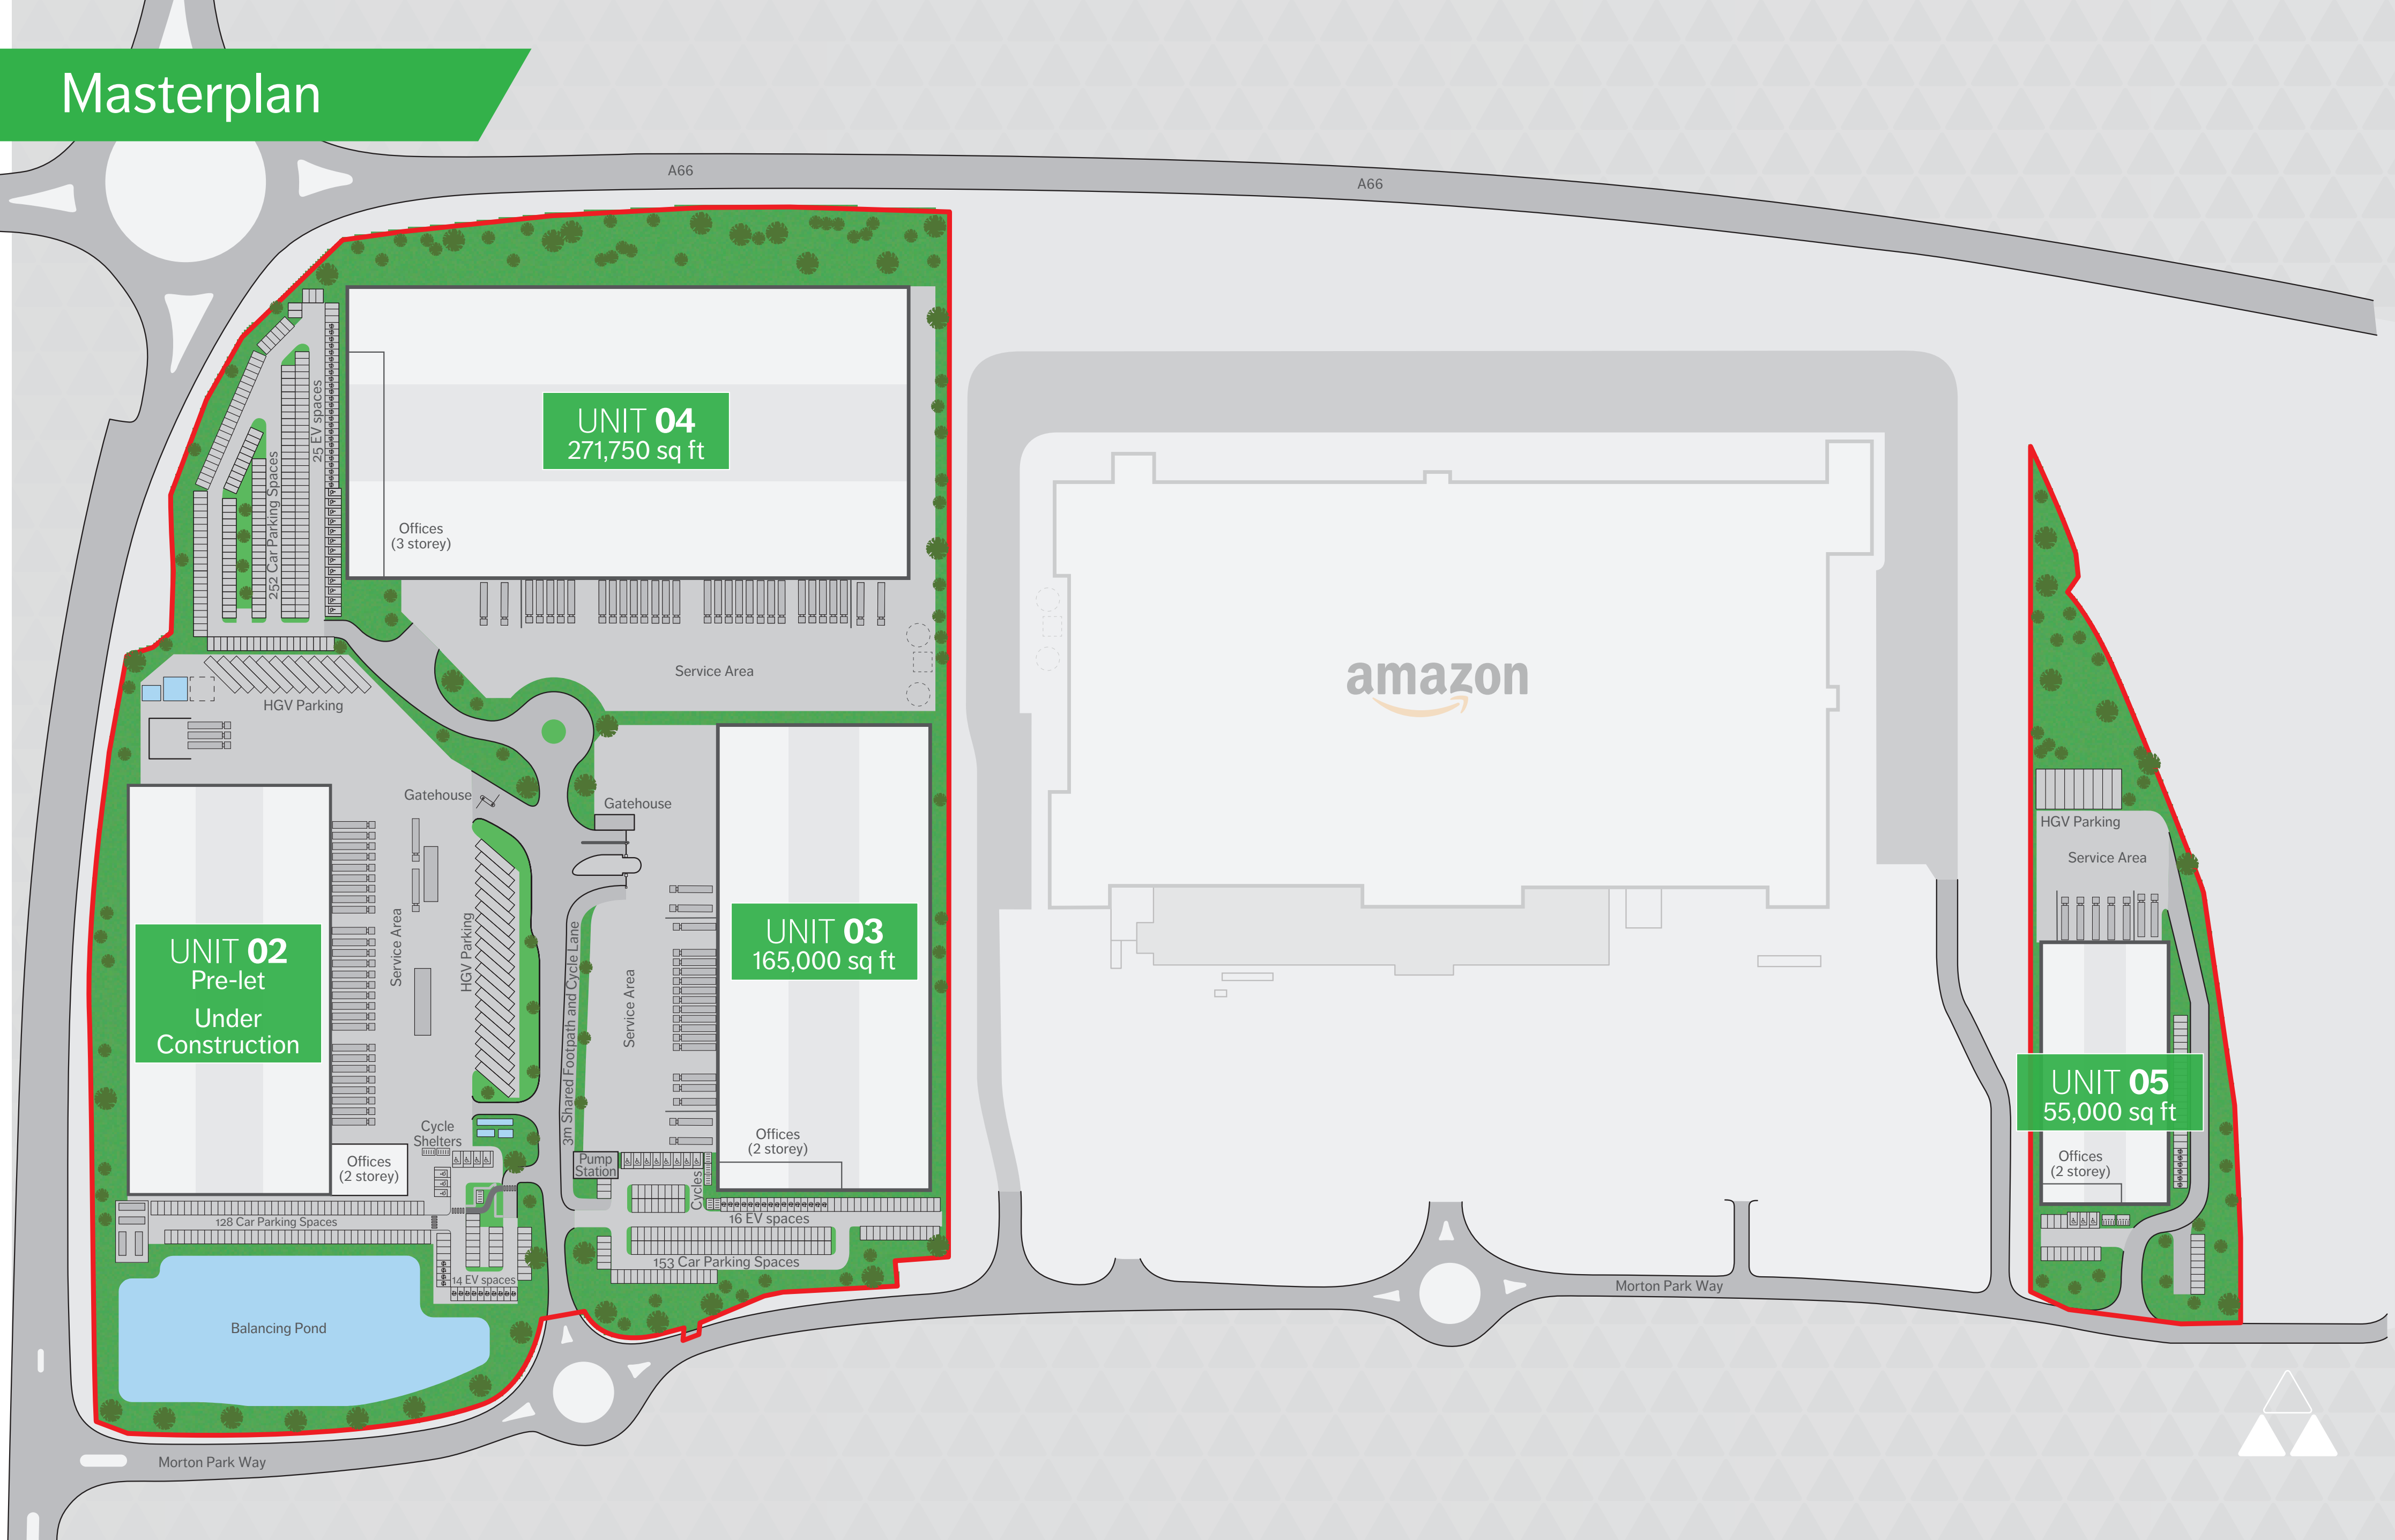 Masterplan
A66
A66
UNIT 04
271,750 sq ft
25 EV spaces
252 Car Parking Spaces
Offices
(3 storey)
Service Area
HGV Parking
Gatehouse
Gatehouse
UNIT 02
Pre-let
Under
Construction
Service Area
HGV Parking
3m Shared Footpath and Cycle Lane
Service Area
UNIT 03
165,000 sq ft
Offices
(2 storey)
Cycle
Shelters
Offices
(2 storey)
Pump
Station
Cycles
128 Car Parking Spaces
16 EV spaces
153 Car Parking Spaces
14 EV spaces
Balancing Pond
Morton Park Way
amazon
Morton Park Way
HGV Parking
Service Area
UNIT 05
55,000 sq ft
Offices
(2 storey)